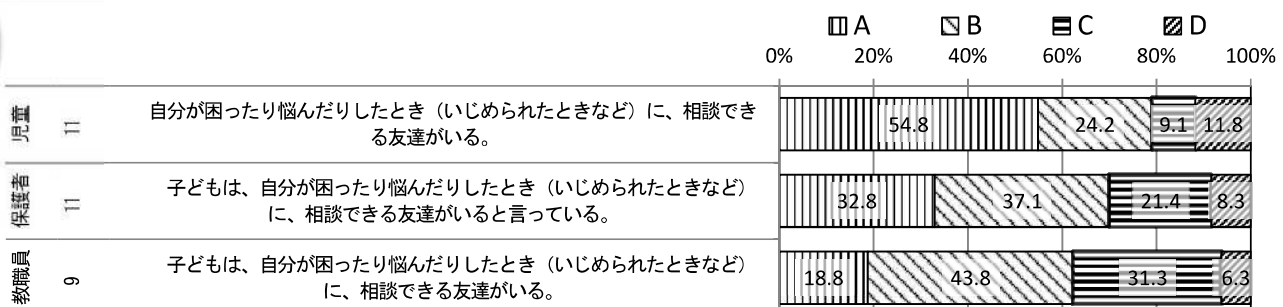 A B C D
0% 20% 40% 60% 80% 100%
児童 11 自分が困ったり悩んだりしたとき（いじめられたときなど）に、相談でき
る友達がいる。
54.8 24.2 9.1 11.8
保護者 11 子どもは、自分が困ったり悩んだりしたとき（いじめられたときなど）
に、相談できる友達がいると言っている。
32.8 37.1 21.4 8.3
教職員 9 子どもは、自分が困ったり悩んだりしたとき（いじめられたときなど）
に、相談できる友達がいる。
18.8 43.8 31.3 6.3